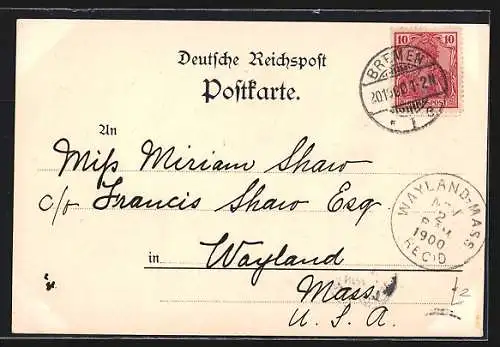 Deutsche Reichspost
Postkarte.
10 10
BREMEN
1
An
Miss Miriam Shaw
c/o Francis Shaw Esq
in Wayland
Mass.
U. S. A.
WAYLAND-MASS
2
1900
REC'D